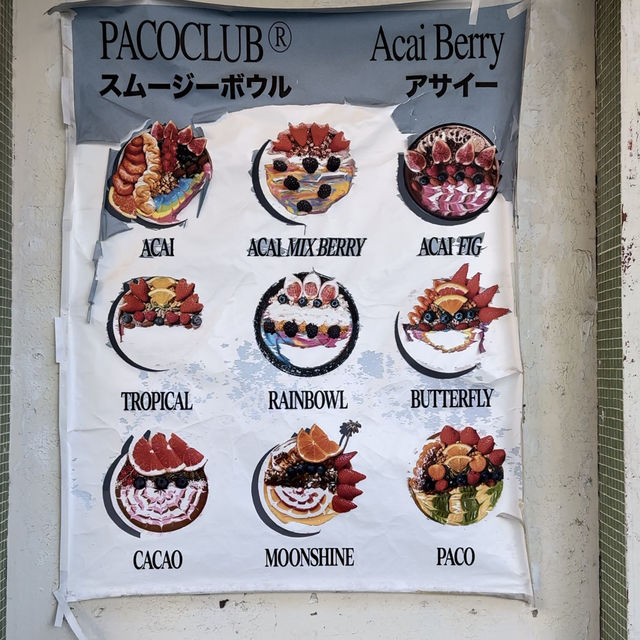 PACOCLUB® Acai Berry
スムージーボウル アサイー
ACAI ACAI MIX BERRY ACAI FIG
TROPICAL RAINBOWL BUTTERFLY
CACAO MOONSHINE PACO